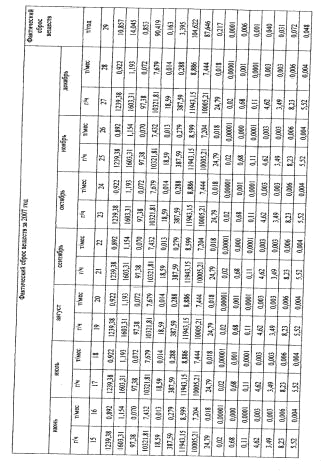 Фактический сброс веществ за 2007 год
Фактический сброс веществ
июнь июль август сентябрь октябрь ноябрь декабрь
г/ч т/мес г/ч т/мес г/ч т/мес г/ч т/мес г/ч т/мес г/ч т/мес г/ч т/мес т/год
15 16 17 18 19 20 21 22 23 24 25 26 27 28 29
1239,38 0,892 1239,38 0,922 1239,38 0,922 1239,38 0,892 1239,38 0,922 1239,38 0,892 1239,38 0,922 10,857
1603,31 1,154 1603,31 1,193 1603,31 1,193 1603,31 1,154 1603,31 1,193 1603,31 1,154 1603,31 1,193 14,045
97,38 0,070 97,38 0,072 97,38 0,072 97,38 0,070 97,38 0,072 97,38 0,070 97,38 0,072 0,853
10321,81 7,432 10321,81 7,679 10321,81 7,679 10321,81 7,432 10321,81 7,679 10321,81 7,432 10321,81 7,679 90,419
18,59 0,013 18,59 0,014 18,59 0,014 18,59 0,013 18,59 0,014 18,59 0,013 18,59 0,014 0,163
387,59 0,279 387,59 0,288 387,59 0,288 387,59 0,279 387,59 0,288 387,59 0,279 387,59 0,288 3,395
11943,15 8,599 11943,15 8,886 11943,15 8,886 11943,15 8,599 11943,15 8,886 11943,15 8,599 11943,15 8,886 104,622
10005,21 7,204 10005,21 7,444 10005,21 7,444 10005,21 7,204 10005,21 7,444 10005,21 7,204 10005,21 7,444 87,646
24,79 0,018 24,79 0,018 24,79 0,018 24,79 0,018 24,79 0,018 24,79 0,018 24,79 0,018 0,217
0,02 0,00001 0,02 0,00001 0,02 0,00001 0,02 0,00001 0,02 0,00001 0,02 0,00001 0,02 0,00001 0,0001
0,68 0,000 0,68 0,001 0,68 0,001 0,68 0,000 0,68 0,001 0,68 0,000 0,68 0,001 0,006
0,11 0,0001 0,11 0,0001 0,11 0,0001 0,11 0,0001 0,11 0,0001 0,11 0,0001 0,11 0,0001 0,001
4,62 0,003 4,62 0,003 4,62 0,003 4,62 0,003 4,62 0,003 4,62 0,003 4,62 0,003 0,040
3,49 0,003 3,49 0,003 3,49 0,003 3,49 0,003 3,49 0,003 3,49 0,003 3,49 0,003 0,031
8,23 0,006 8,23 0,006 8,23 0,006 8,23 0,006 8,23 0,006 8,23 0,006 8,23 0,006 0,072
5,52 0,004 5,52 0,004 5,52 0,004 5,52 0,004 5,52 0,004 5,52 0,004 5,52 0,004 0,048